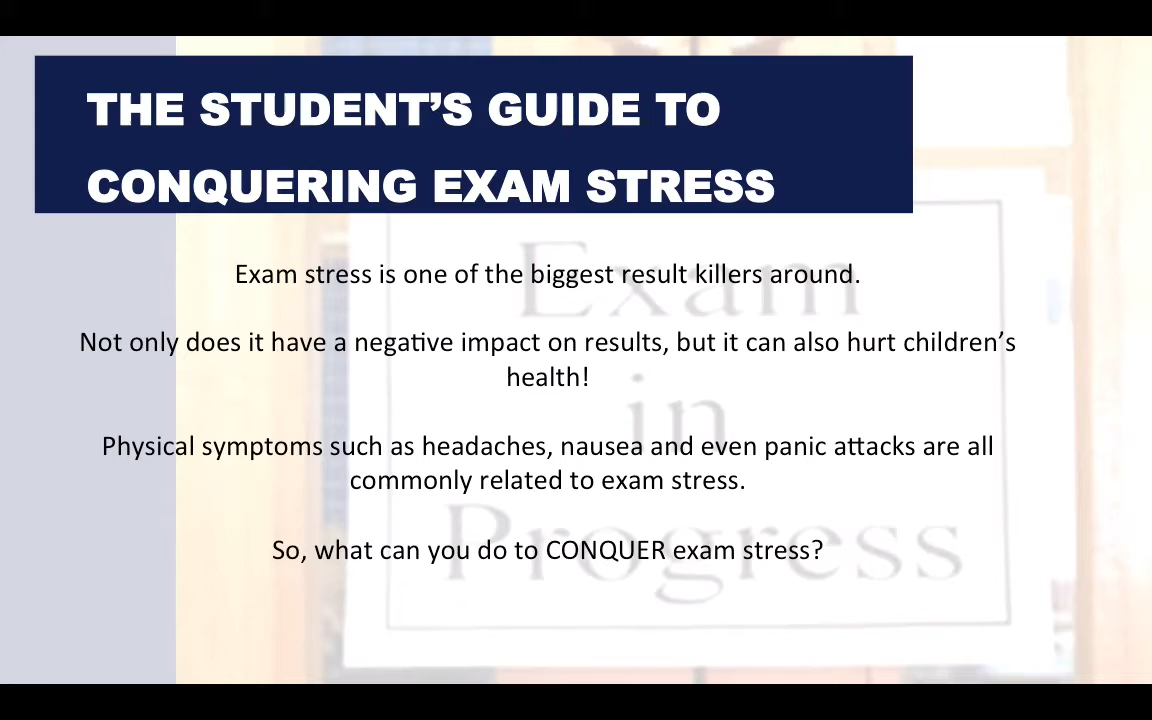 THE STUDENT’S GUIDE TO
CONQUERING EXAM STRESS
Exam stress is one of the biggest result killers around.
Not only does it have a negative impact on results, but it can also hurt children’s
health!
Physical symptoms such as headaches, nausea and even panic attacks are all
commonly related to exam stress.
So, what can you do to CONQUER exam stress?
Exam
in
Progress